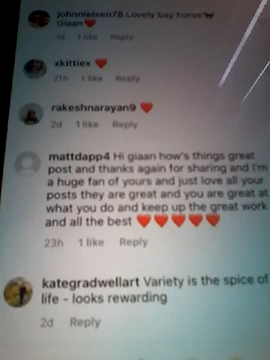 johnnielsen78 Lovely bay horse🐎
Giaan❤️
1d 1 like Reply
xkittiex ❤️
21h 1 like Reply
rakeshnarayan9 ❤️
2d 1 like Reply
mattdapp4 Hi giaan how's things great
post and thanks again for sharing and i'm
a huge fan of yours and just love all your
posts they are great and you are great at
what you do and keep up the great work
and all the best ❤️❤️❤️❤️❤️
23h 1 like Reply
kategradwellart Variety is the spice of
life - looks rewarding
2d Reply